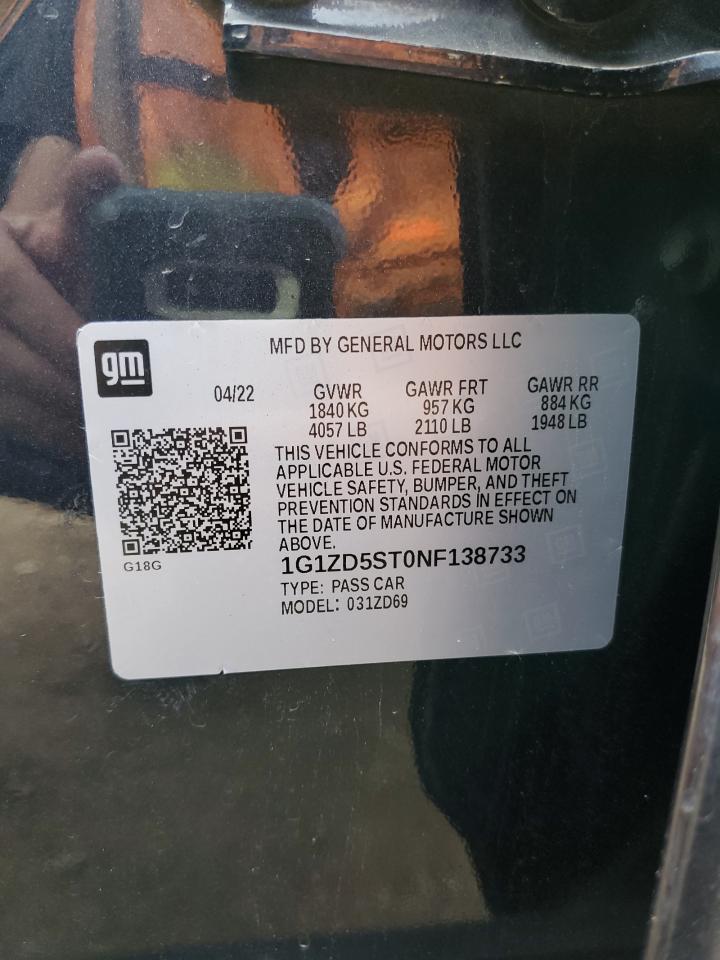 MFD BY GENERAL MOTORS LLC
gm
04/22
GVWR GAWR FRT GAWR RR
1840 KG 957 KG 884 KG
4057 LB 2110 LB 1948 LB
THIS VEHICLE CONFORMS TO ALL
APPLICABLE U.S. FEDERAL MOTOR
VEHICLE SAFETY, BUMPER, AND THEFT
PREVENTION STANDARDS IN EFFECT ON
THE DATE OF MANUFACTURE SHOWN
ABOVE.
G18G
1G1ZD5ST0NF138733
TYPE: PASS CAR
MODEL: 031ZD69